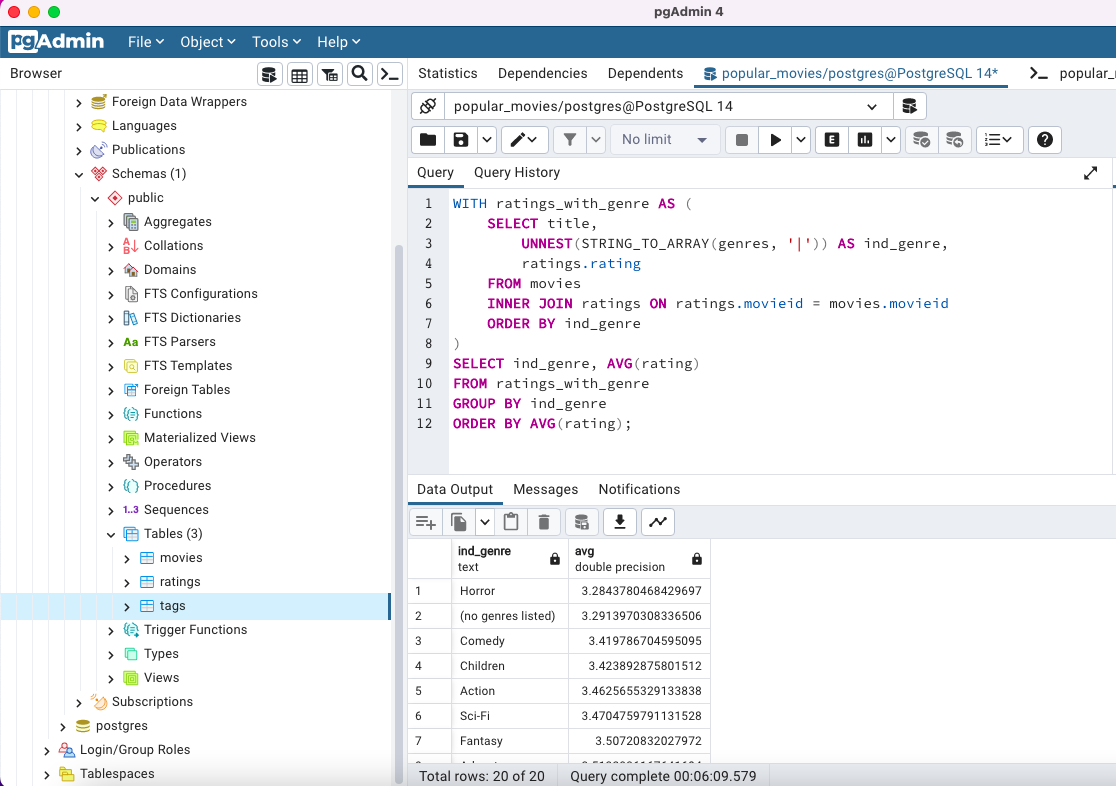 pgAdmin 4
pgAdmin File Object Tools Help
Browser
Statistics Dependencies Dependents popular_movies/postgres@PostgreSQL 14*
Foreign Data Wrappers
Languages
Publications
Schemas (1)
public
Aggregates
Collations
Domains
FTS Configurations
FTS Dictionaries
FTS Parsers
FTS Templates
Foreign Tables
Functions
Materialized Views
Operators
Procedures
1..3 Sequences
Tables (3)
movies
ratings
tags
Trigger Functions
Types
Views
Subscriptions
postgres
Login/Group Roles
Tablespaces
popular_movies/postgres@PostgreSQL 14
No limit
Query Query History
1 WITH ratings_with_genre AS (
2 SELECT title,
3 UNNEST(STRING_TO_ARRAY(genres, '|')) AS ind_genre,
4 ratings.rating
5 FROM movies
6 INNER JOIN ratings ON ratings.movieid = movies.movieid
7 ORDER BY ind_genre
8 )
9 SELECT ind_genre, AVG(rating)
10 FROM ratings_with_genre
11 GROUP BY ind_genre
12 ORDER BY AVG(rating);
Data Output Messages Notifications
ind_genre avg
text double precision
1 Horror 3.2843780468429697
2 (no genres listed) 3.2913970308336506
3 Comedy 3.419786704595095
4 Children 3.423892875801512
5 Action 3.4625655329133838
6 Sci-Fi 3.4704759791131528
7 Fantasy 3.50720832027972
Total rows: 20 of 20 Query complete 00:06:09.579